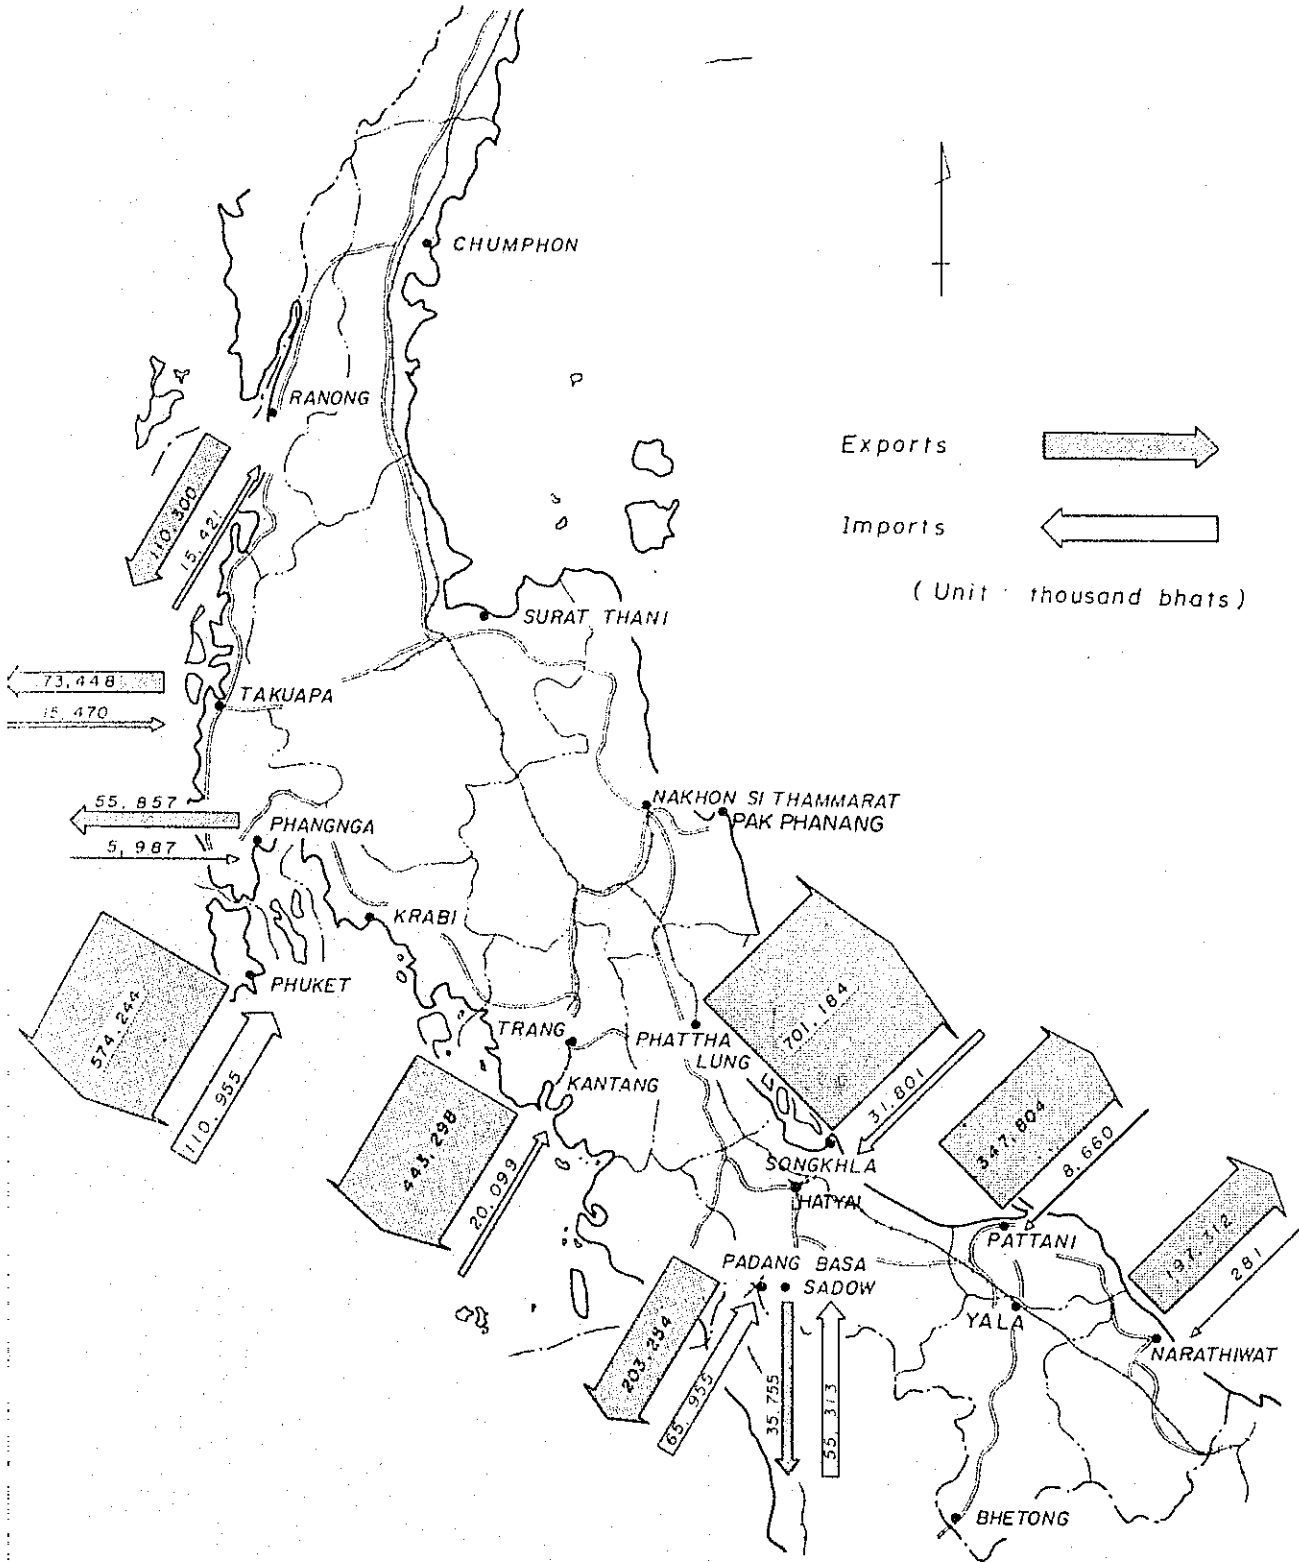 CHUMPHON
RANONG
Exports
110,300
15,421
Imports
(Unit · thousand bhats)
SURAT THANI
73,448
TAKUAPA
15,470
55,857
NAKHON SI THAMMARAT
PAK PHANANG
PHANGNGA
5,987
KRABI
PHUKET
574,244
701,184
TRANG
PHATTHA
LUNG
110,955
KANTANG
31,801
443,298
347,804
20,099
SONGKHLA
8,660
HATYAI
PATTANI
197,312
281
PADANG BASA
SADOW
YALA
NARATHIWAT
203,294
65,955
35,755
55,313
BHETONG